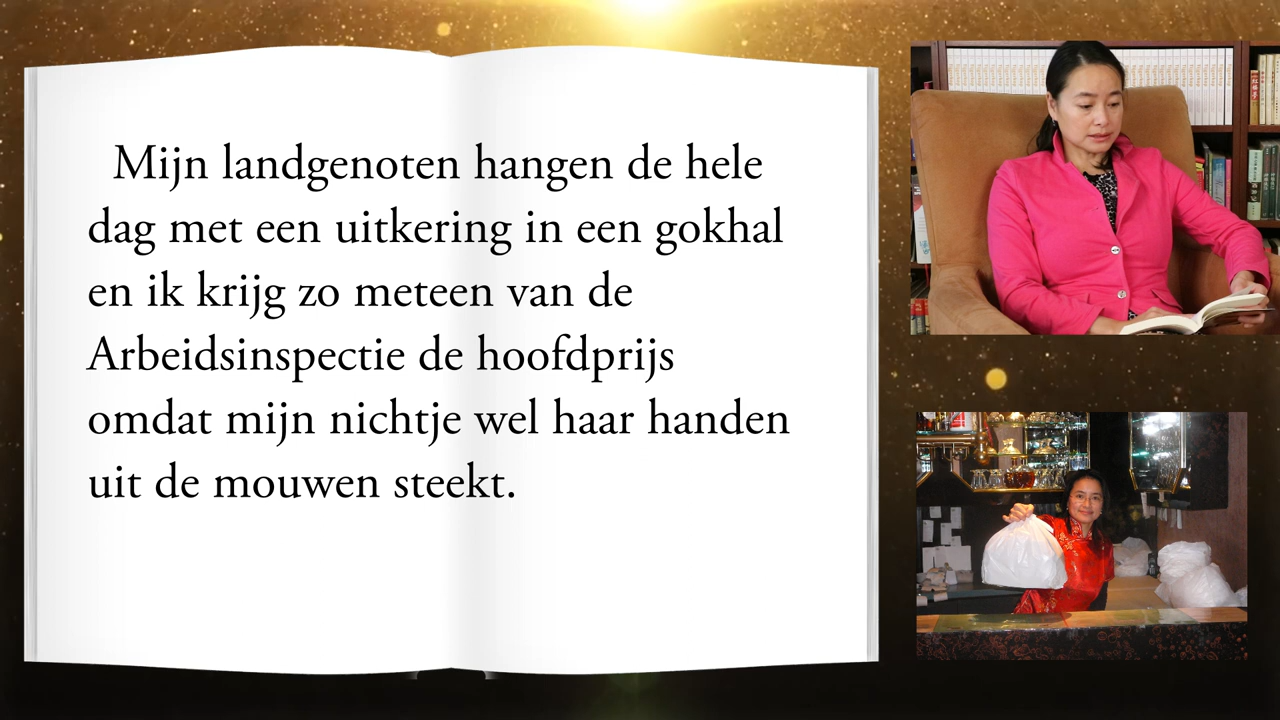 Mijn landgenoten hangen de hele
dag met een uitkering in een gokhal
en ik krijg zo meteen van de
Arbeidsinspectie de hoofdprijs
omdat mijn nichtje wel haar handen
uit de mouwen steekt.